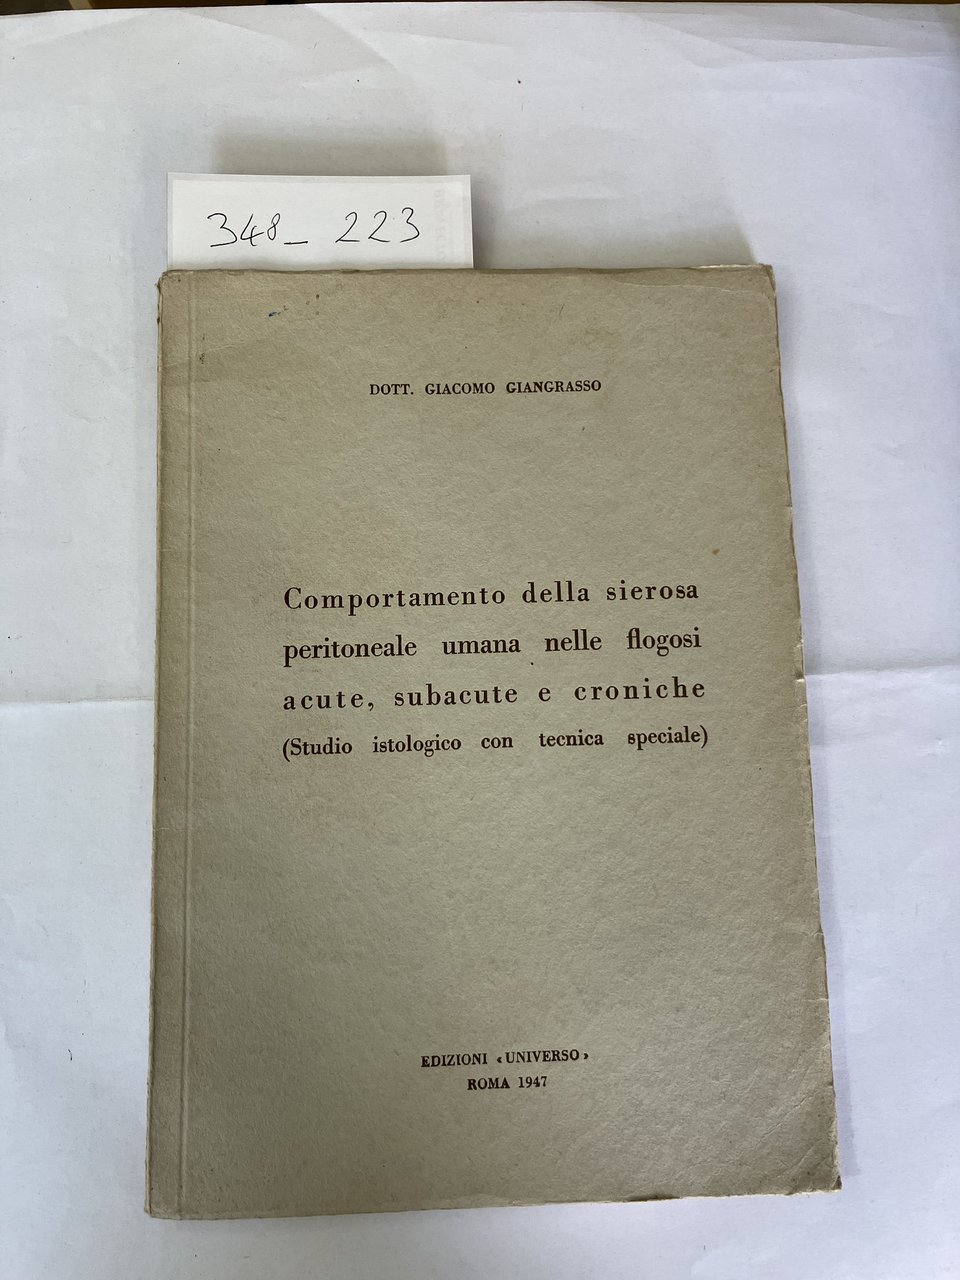 348_ 223
DOTT. GIACOMO GIANGRASSO
Comportamento della sierosa
peritoneale umana nelle flogosi
acute, subacute e croniche
(Studio istologico con tecnica speciale)
EDIZIONI «UNIVERSO»
ROMA 1947